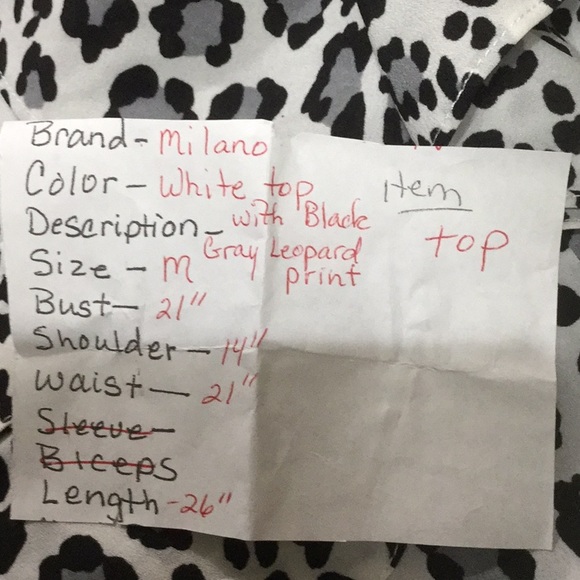 Brand- Milano
Color - White top
Description - with Black
Gray Leopard
print
Size - M
Bust- 21"
Shoulder- 14"
Waist- 21"
Sleeve-
Biceps
Length-26"
Item
top